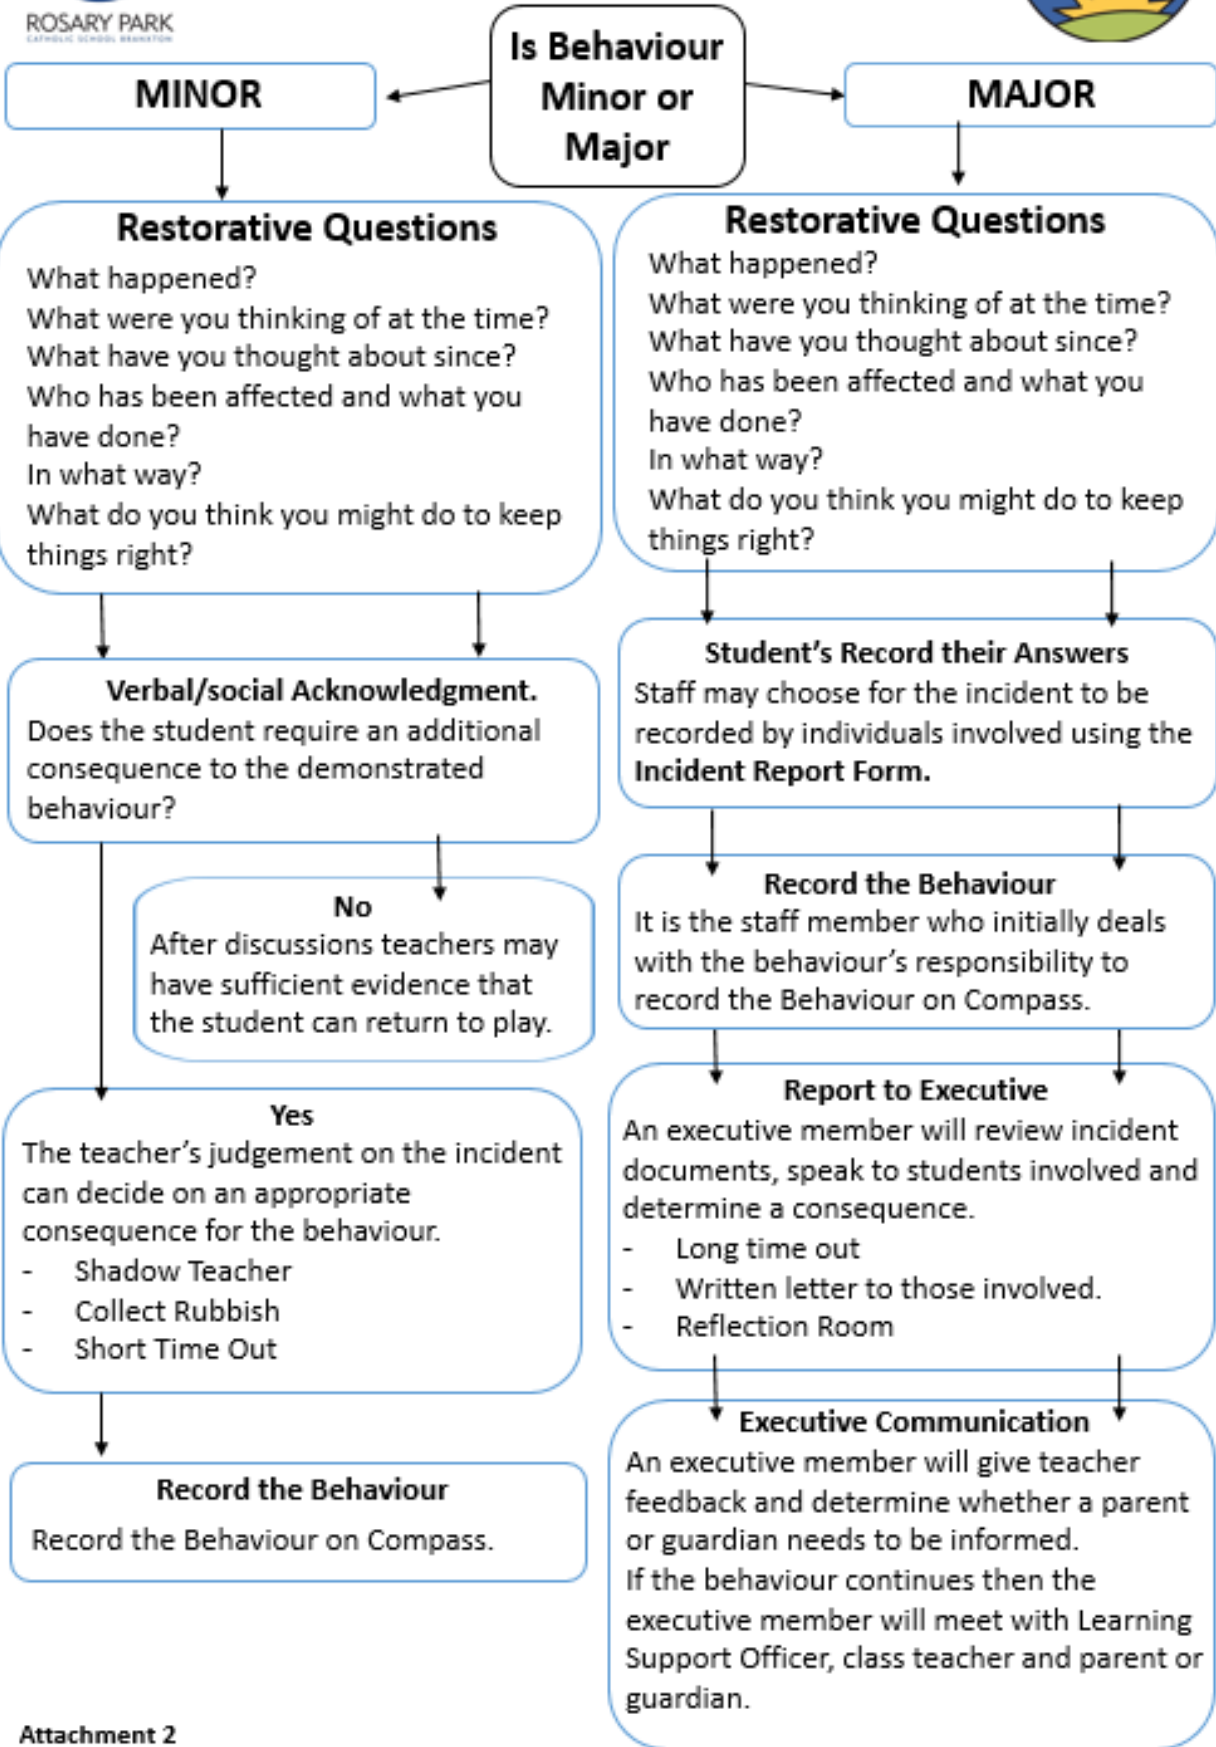 ROSARY PARK
CATHOLIC SCHOOL BRANXTON
Is Behaviour
Minor or
Major
MINOR
MAJOR
Restorative Questions
What happened?
What were you thinking of at the time?
What have you thought about since?
Who has been affected and what you
have done?
In what way?
What do you think you might do to keep
things right?
Verbal/social Acknowledgment.
Does the student require an additional
consequence to the demonstrated
behaviour?
No
After discussions teachers may
have sufficient evidence that
the student can return to play.
Yes
The teacher’s judgement on the incident
can decide on an appropriate
consequence for the behaviour.
- Shadow Teacher
- Collect Rubbish
- Short Time Out
Record the Behaviour
Record the Behaviour on Compass.
Restorative Questions
What happened?
What were you thinking of at the time?
What have you thought about since?
Who has been affected and what you
have done?
In what way?
What do you think you might do to keep
things right?
Student’s Record their Answers
Staff may choose for the incident to be
recorded by individuals involved using the
Incident Report Form.
Record the Behaviour
It is the staff member who initially deals
with the behaviour’s responsibility to
record the Behaviour on Compass.
Report to Executive
An executive member will review incident
documents, speak to students involved and
determine a consequence.
- Long time out
- Written letter to those involved.
- Reflection Room
Executive Communication
An executive member will give teacher
feedback and determine whether a parent
or guardian needs to be informed.
If the behaviour continues then the
executive member will meet with Learning
Support Officer, class teacher and parent or
guardian.
Attachment 2